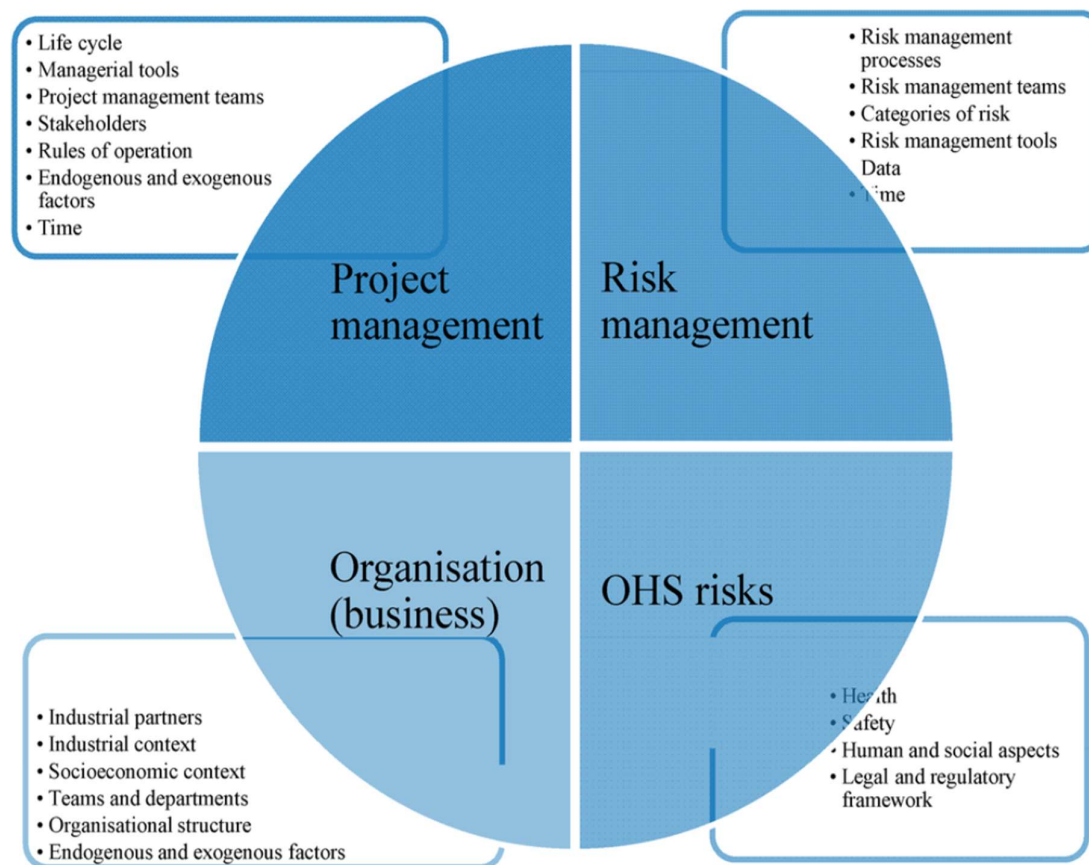 • Life cycle
• Managerial tools
• Project management teams
• Stakeholders
• Rules of operation
• Endogenous and exogenous
factors
• Time
• Risk management
processes
• Risk management teams
• Categories of risk
• Risk management tools
Data
• Time
Project
management
Risk
management
Organisation
(business)
OHS risks
• Industrial partners
• Industrial context
• Socioeconomic context
• Teams and departments
• Organisational structure
• Endogenous and exogenous factors
• Health
• Safety
• Human and social aspects
• Legal and regulatory
framework